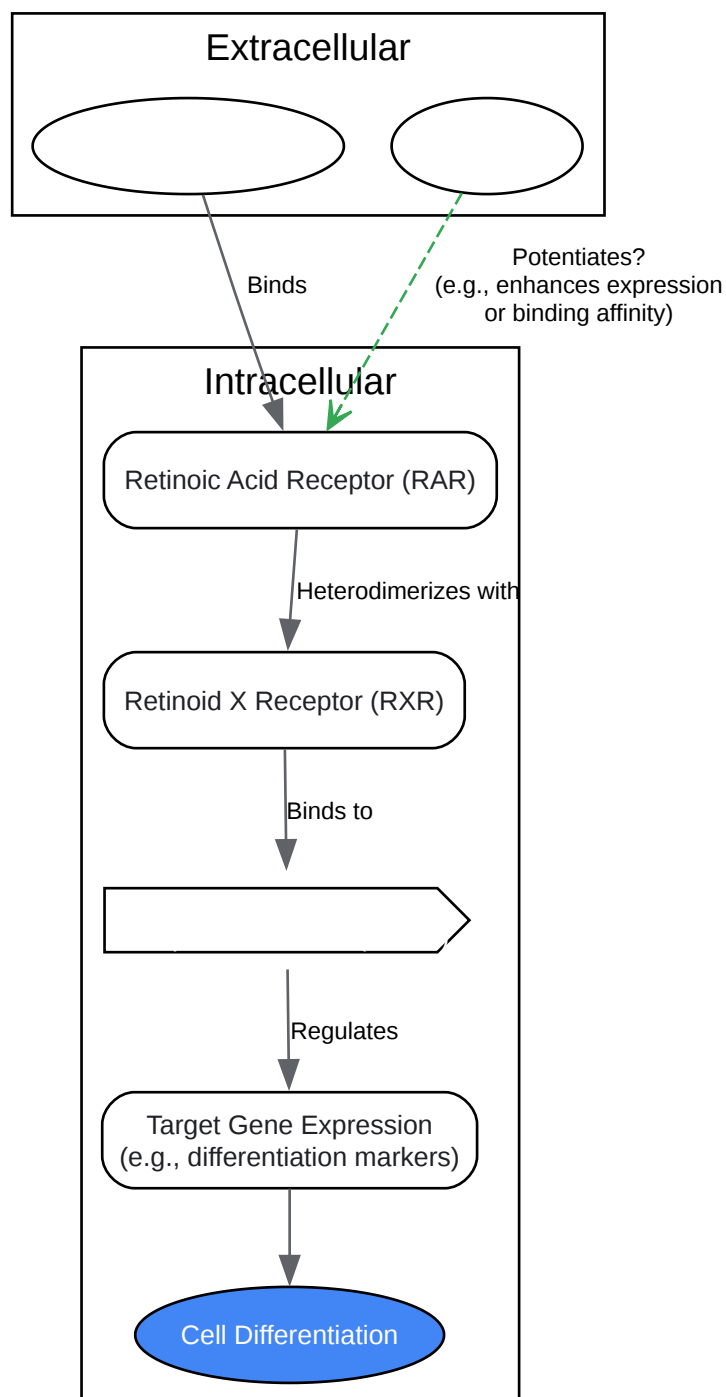 Extracellular
Binds
Potentiates?
(e.g., enhances expression
or binding affinity)
Intracellular
Retinoic Acid Receptor (RAR)
Heterodimerizes with
Retinoid X Receptor (RXR)
Binds to
Regulates
Target Gene Expression
(e.g., differentiation markers)
Cell Differentiation